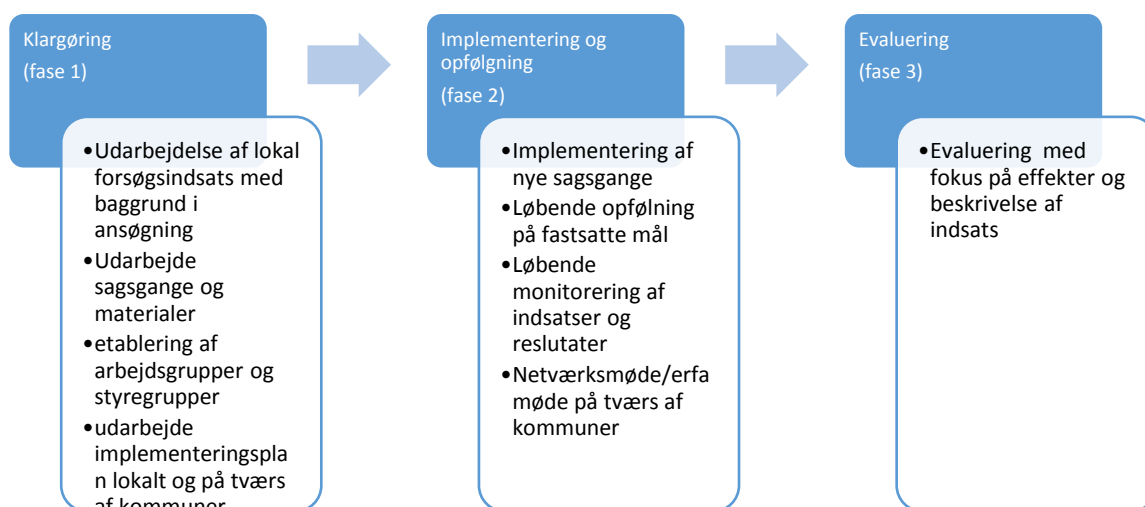 Klargøring
(fase 1)
•Udarbejdelse af lokal
forsøgsindsats med
baggrund i
ansøgning
•Udarbejde
sagsgange og
materialer
•etablering af
arbejdsgrupper og
styregrupper
•udarbejde
implementeringspla
n lokalt og på tværs
af kommuner
Implementering og
opfølgning
(fase 2)
•Implementering af
nye sagsgange
•Løbende opfølning
på fastsatte mål
•Løbende
monitorering af
indsatser og
reslutater
•Netværksmøde/erfa
møde på tværs af
kommuner
Evaluering
(fase 3)
•Evaluering med
fokus på effekter og
beskrivelse af
indsats